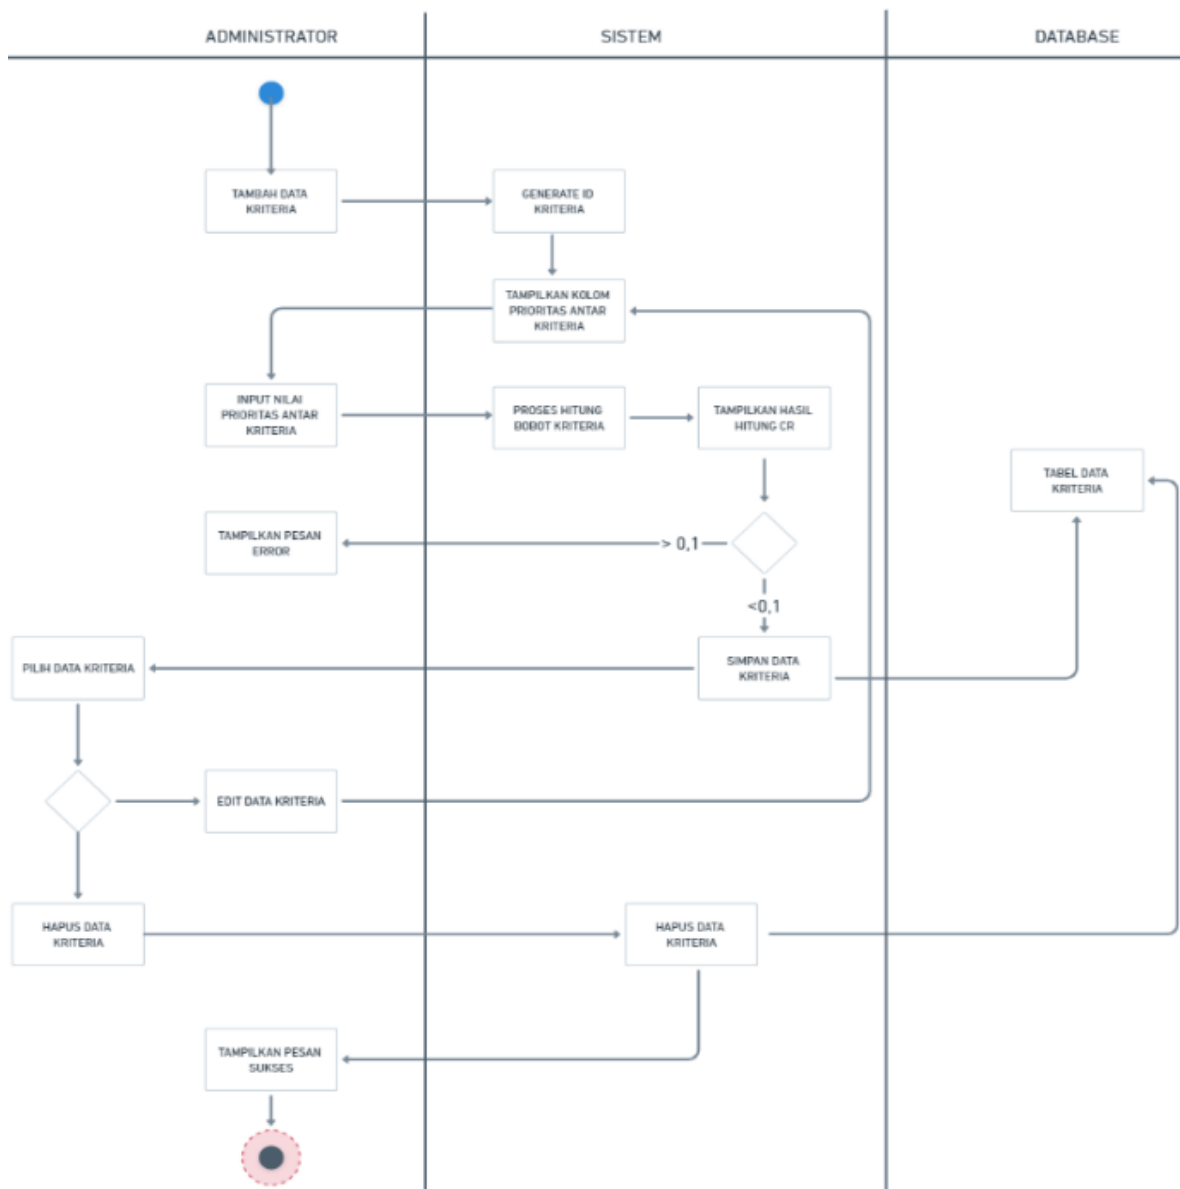 ADMINISTRATOR
SISTEM
DATABASE
TAMBAH DATA
KRITERIA
GENERATE ID
KRITERIA
TAMPILKAN KOLOM
PRIORITAS ANTAR
KRITERIA
INPUT NILAI
PRIORITAS ANTAR
KRITERIA
PROSES HITUNG
BOBOT KRITERIA
TAMPILKAN HASIL
HITUNG CR
TABEL DATA
KRITERIA
TAMPILKAN PESAN
ERROR
> 0,1
<0,1
PILIH DATA KRITERIA
SIMPAN DATA
KRITERIA
EDIT DATA KRITERIA
HAPUS DATA
KRITERIA
HAPUS DATA
KRITERIA
TAMPILKAN PESAN
SUKSES